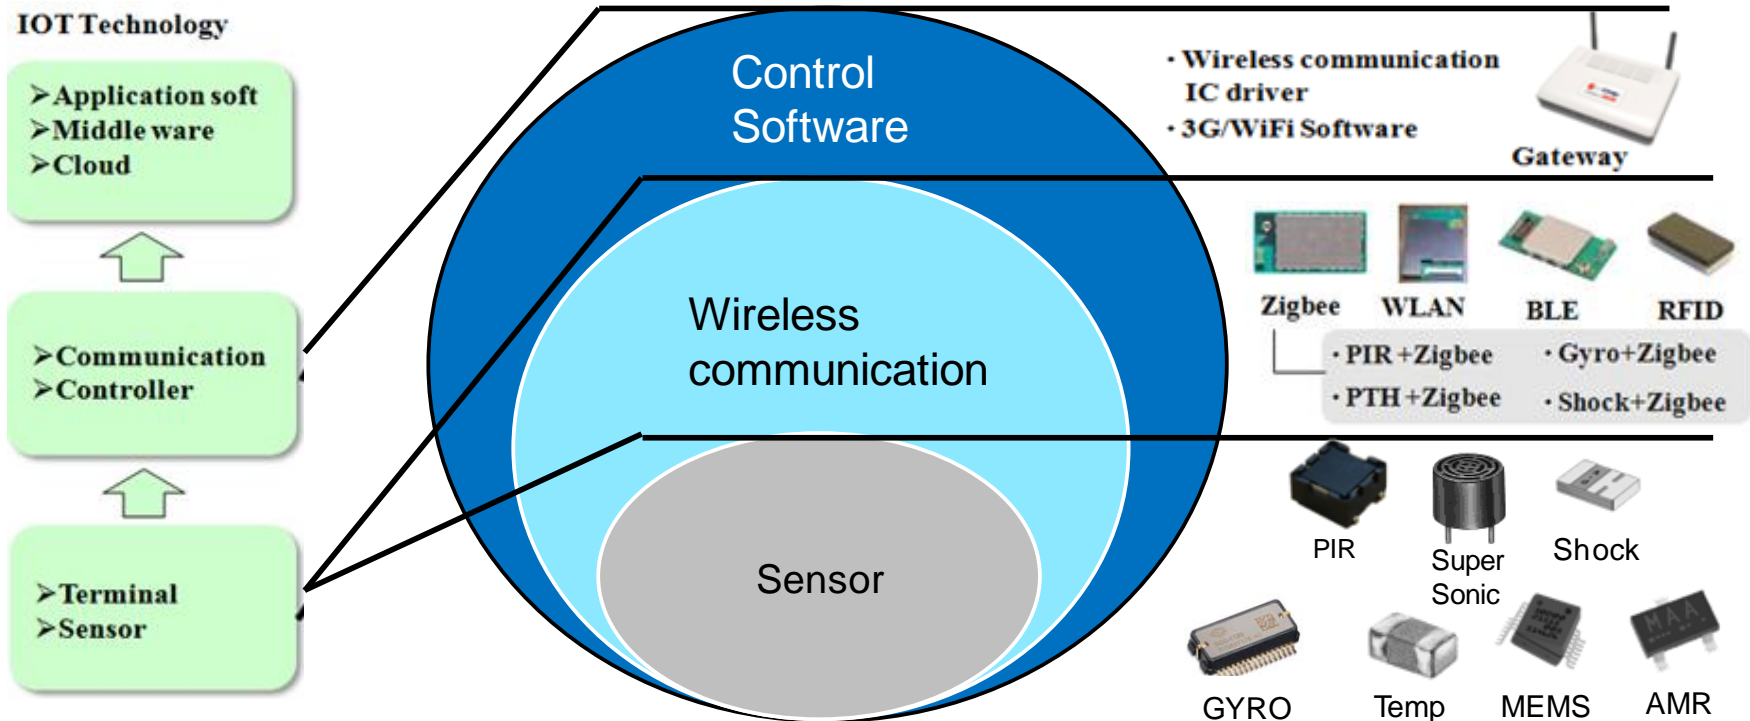 IOT Technology
➢Application soft
➢Middle ware
➢Cloud
➢Communication
➢Controller
➢Terminal
➢Sensor
Control
Software
Wireless
communication
Sensor
・Wireless communication
IC driver
・3G/WiFi Software
Gateway
Zigbee WLAN BLE RFID
・PIR +Zigbee ・Gyro+Zigbee
・PTH +Zigbee ・Shock+Zigbee
PIR
Super
Sonic
Shock
GYRO Temp MEMS AMR
MAA